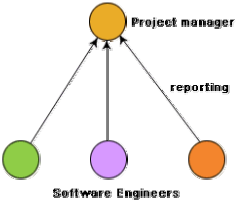 Project manager
reporting
Software Engineers